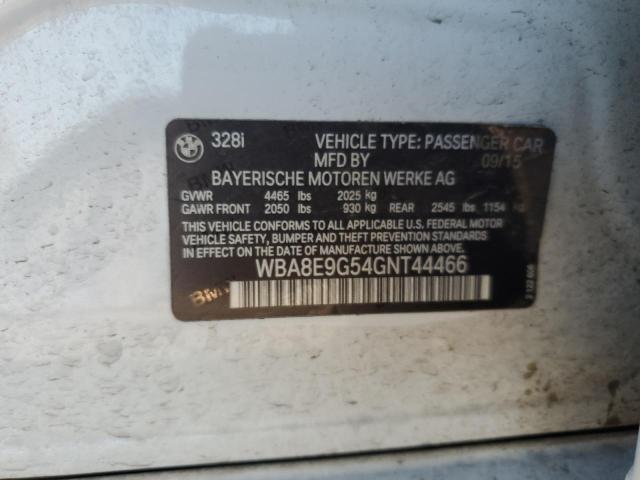 328i VEHICLE TYPE: PASSENGER CAR
MFD BY 09/15
BAYERISCHE MOTOREN WERKE AG
GVWR 4465 lbs 2025 kg
GAWR FRONT 2050 lbs 930 kg REAR 2545 lbs 1154 kg
THIS VEHICLE CONFORMS TO ALL APPLICABLE U.S. FEDERAL MOTOR
VEHICLE SAFETY, BUMPER, AND THEFT PREVENTION STANDARDS
IN EFFECT ON THE DATE OF MANUFACTURE SHOWN ABOVE.
WBA8E9G54GNT44466
BMW